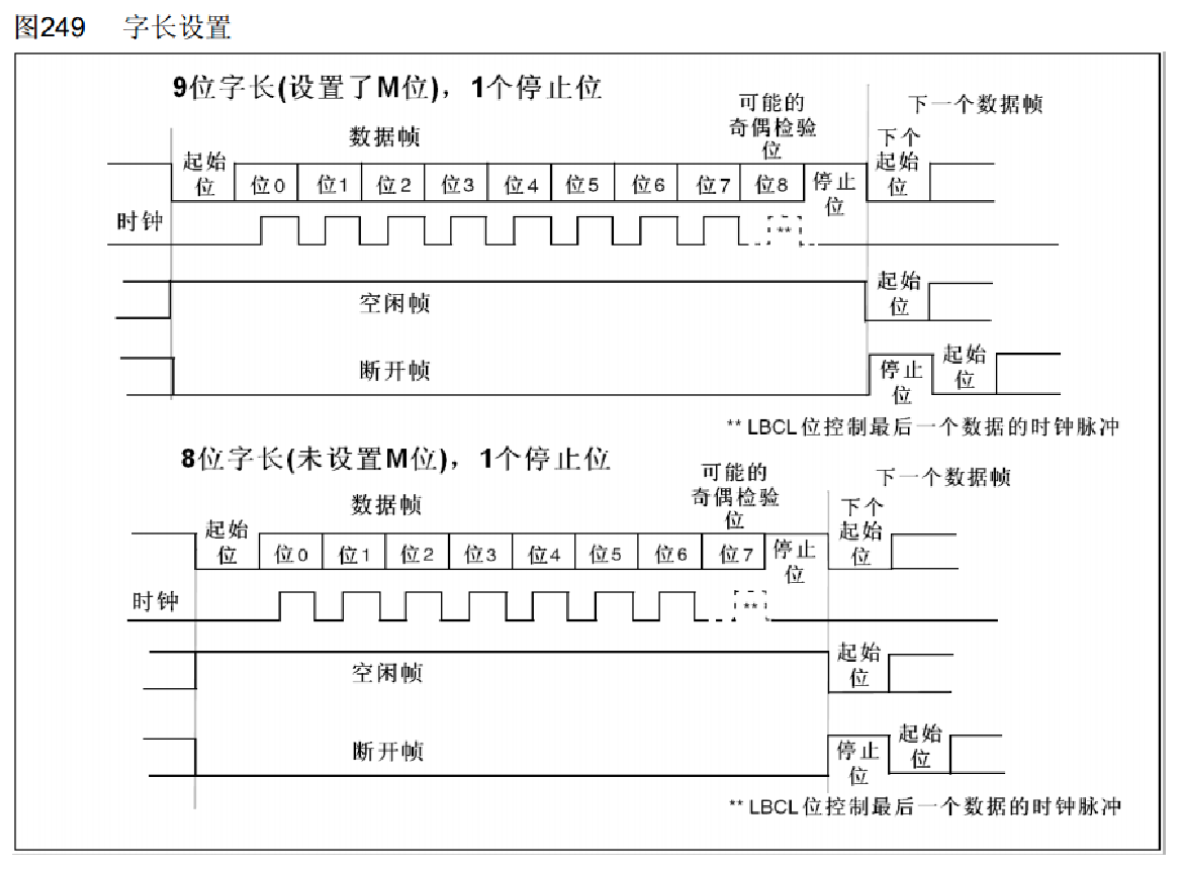 图249 字长设置
9位字长(设置了M位)，1个停止位
可能的
奇偶检验
位
下一个数据帧
数据帧
下个
起始
位
起始
位
位0 位1 位2 位3 位4 位5 位6 位7 位8
停止
位
时钟
**
空闲帧
起始
位
断开帧
停止
位
起始
位
** LBCL位控制最后一个数据的时钟脉冲
8位字长(未设置M位)，1个停止位
可能的
奇偶检验
位
下一个数据帧
数据帧
下个
起始
位
起始
位
位0 位1 位2 位3 位4 位5 位6 位7
停止
位
时钟
**
空闲帧
起始
位
断开帧
停止
位
起始
位
** LBCL位控制最后一个数据的时钟脉冲